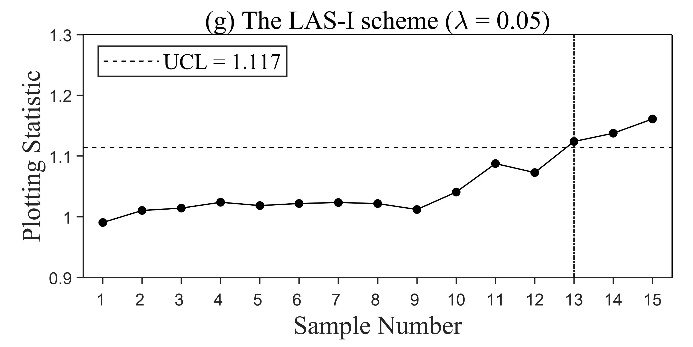 (g) The LAS-I scheme (λ = 0.05)
UCL = 1.117
Plotting Statistic
1.3
1.2
1.1
1
0.9
1 2 3 4 5 6 7 8 9 10 11 12 13 14 15
Sample Number